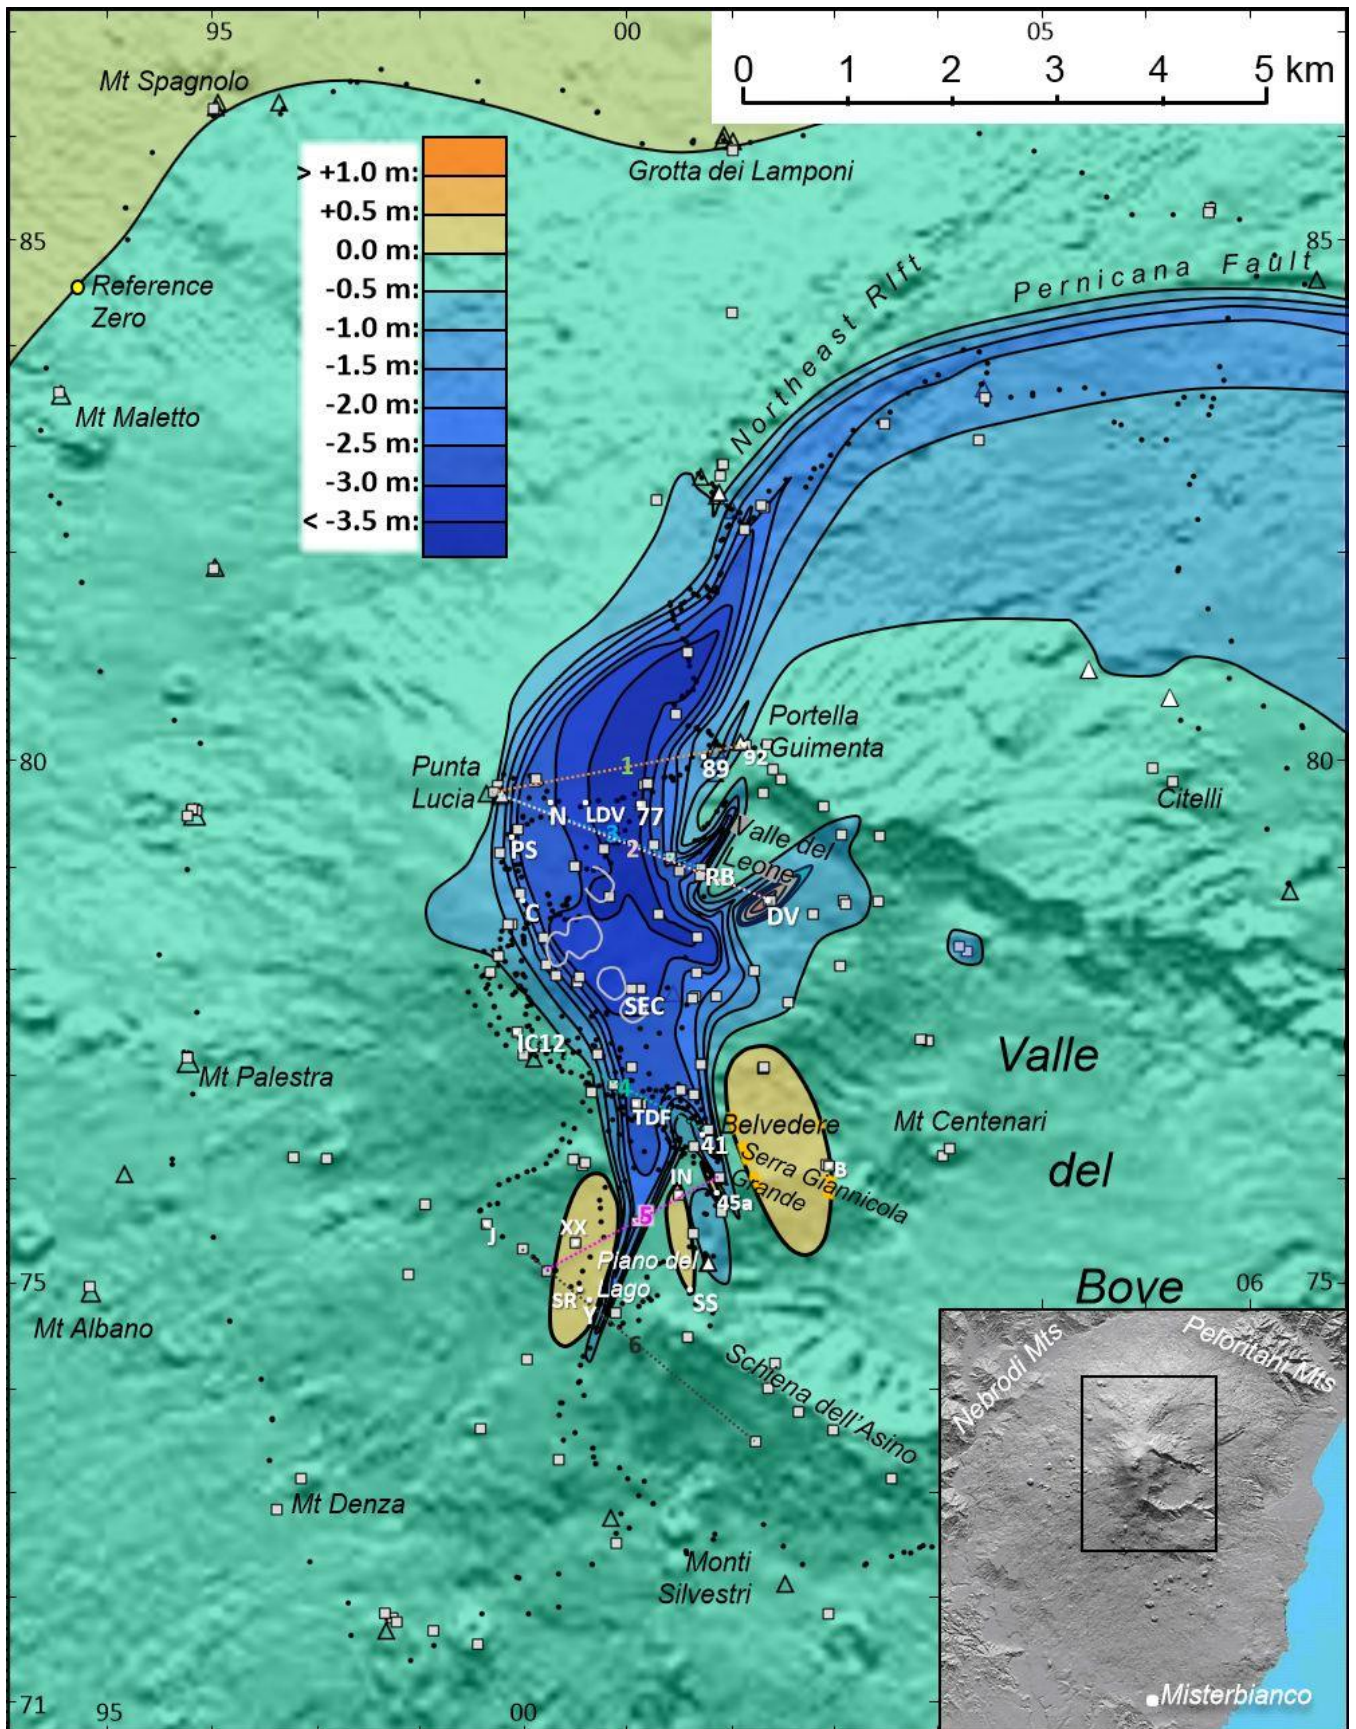 95
00
05
0 1 2 3 4 5 km
Mt Spagnolo
Grotta dei Lamponi
> +1.0 m:
+0.5 m:
0.0 m:
-0.5 m:
-1.0 m:
-1.5 m:
-2.0 m:
-2.5 m:
-3.0 m:
< -3.5 m:
85
85
Reference
Zero
Pernicana Fault
Northeast Rift
Mt Maletto
Portella
Guimenta
Punta
Lucia
80
80
1
89
92
Citelli
N
LDV
77
3
2
PS
Valle del
Leone
RB
DV
C
SEC
IC12
Valle
del
Bove
Mt Palestra
4
TDF
Belvedere
Mt Centenari
41
Serra Giannicola
Grande
B
IN
45a
J
XX
5
Piano del
Lago
SR
Y
SS
75
06
75
Mt Albano
6
Schiena dell'Asino
Nebrodi Mts
Peloritani Mts
Mt Denza
Monti
Silvestri
Misterbianco
71
95
00